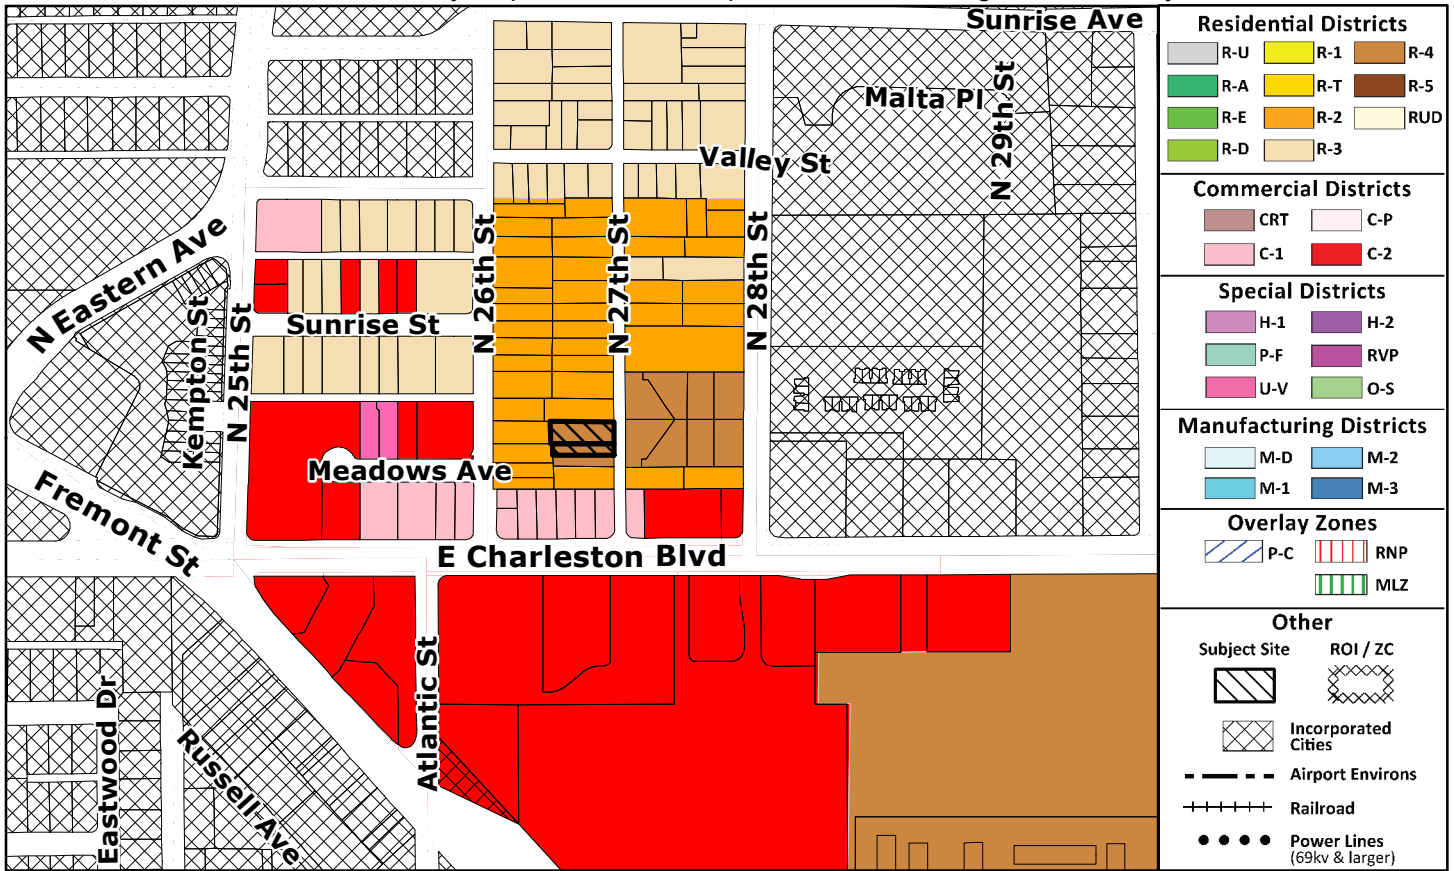 Sunrise Ave
Malta Pl
N 29th St
Valley St
N Eastern Ave
N 26th St
N 27th St
N 28th St
Kempton St
N 25th St
Sunrise St
Meadows Ave
Fremont St
E Charleston Blvd
Atlantic St
Eastwood Dr
Russell Ave
Residential Districts
R-U R-1 R-4
R-A R-T R-5
R-E R-2 RUD
R-D R-3
Commercial Districts
CRT C-P
C-1 C-2
Special Districts
H-1 H-2
P-F RVP
U-V O-S
Manufacturing Districts
M-D M-2
M-1 M-3
Overlay Zones
P-C RNP
MLZ
Other
Subject Site ROI / ZC
Incorporated
Cities
Airport Environs
Railroad
Power Lines
(69kv & larger)